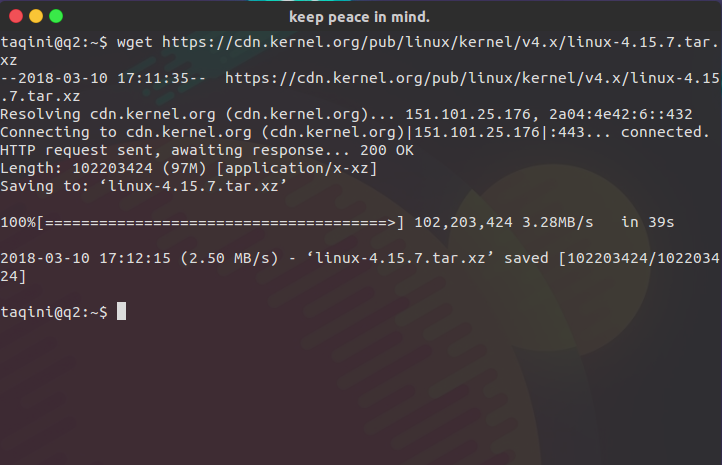 keep peace in mind.
taqini@q2:~$ wget https://cdn.kernel.org/pub/linux/kernel/v4.x/linux-4.15.7.tar.
xz
--2018-03-10 17:11:35--  https://cdn.kernel.org/pub/linux/kernel/v4.x/linux-4.15
.7.tar.xz
Resolving cdn.kernel.org (cdn.kernel.org)... 151.101.25.176, 2a04:4e42:6::432
Connecting to cdn.kernel.org (cdn.kernel.org)|151.101.25.176|:443... connected.
HTTP request sent, awaiting response... 200 OK
Length: 102203424 (97M) [application/x-xz]
Saving to: ‘linux-4.15.7.tar.xz’
100%[======================================>] 102,203,424 3.28MB/s   in 39s
2018-03-10 17:12:15 (2.50 MB/s) - ‘linux-4.15.7.tar.xz’ saved [102203424/1022034
24]
taqini@q2:~$